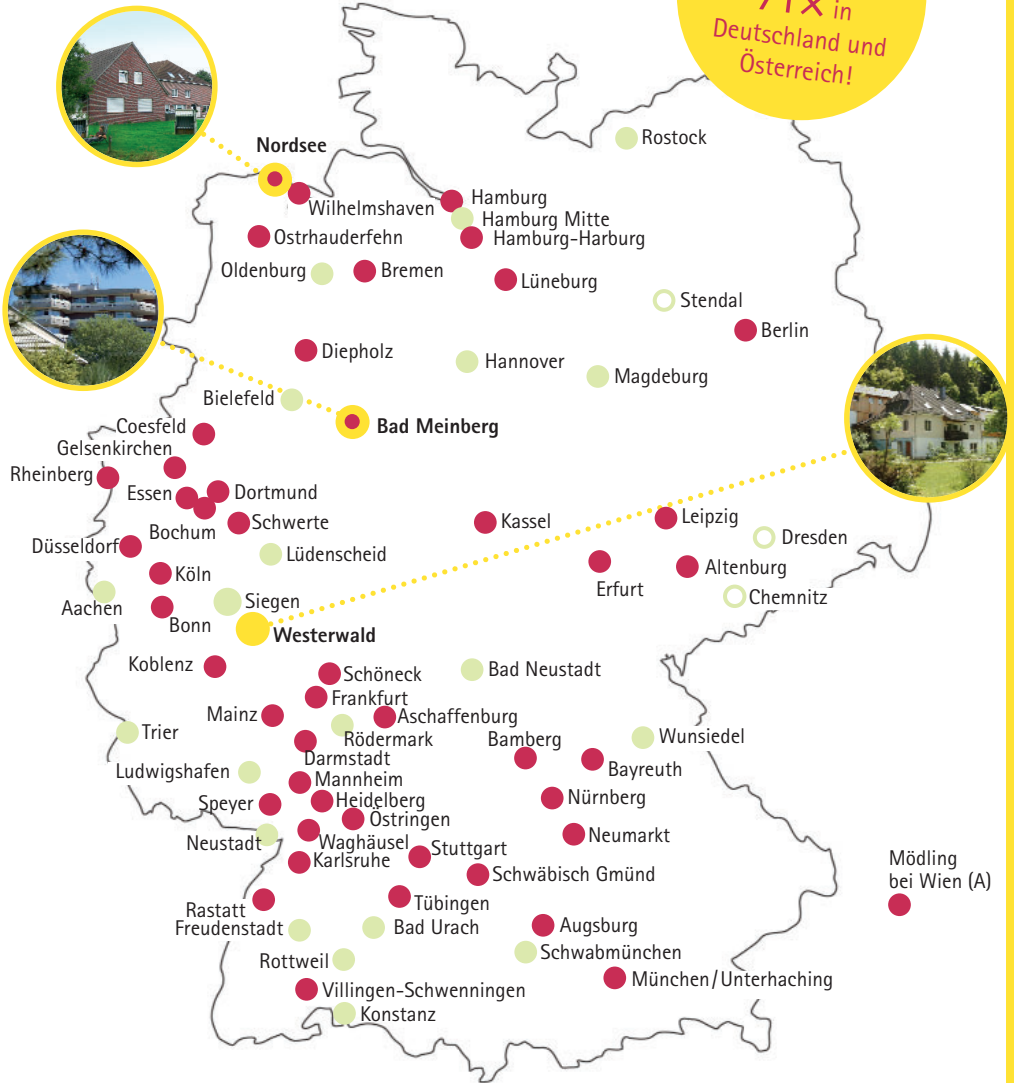 x in
Deutschland und
Österreich!
Rostock
Nordsee
Wilhelmshaven
Hamburg
Hamburg Mitte
Hamburg-Harburg
Ostrhauderfehn
Oldenburg
Bremen
Lüneburg
Stendal
Berlin
Diepholz
Hannover
Magdeburg
Bielefeld
Bad Meinberg
Coesfeld
Gelsenkirchen
Rheinberg
Essen
Dortmund
Bochum
Schwerte
Kassel
Leipzig
Dresden
Düsseldorf
Lüdenscheid
Köln
Erfurt
Altenburg
Chemnitz
Aachen
Siegen
Bonn
Westerwald
Koblenz
Schöneck
Bad Neustadt
Frankfurt
Mainz
Aschaffenburg
Trier
Rödermark
Bamberg
Wunsiedel
Darmstadt
Bayreuth
Ludwigshafen
Mannheim
Speyer
Heidelberg
Nürnberg
Östringen
Neustadt
Waghäusel
Neumarkt
Karlsruhe
Stuttgart
Schwäbisch Gmünd
Mödling
bei Wien (A)
Rastatt
Tübingen
Freudenstadt
Bad Urach
Augsburg
Schwabmünchen
Rottweil
München/Unterhaching
Villingen-Schwenningen
Konstanz